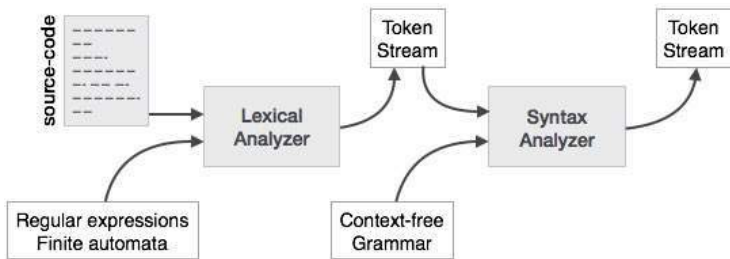 source-code
Token
Stream
Token
Stream
Lexical
Analyzer
Syntax
Analyzer
Regular expressions
Finite automata
Context-free
Grammar